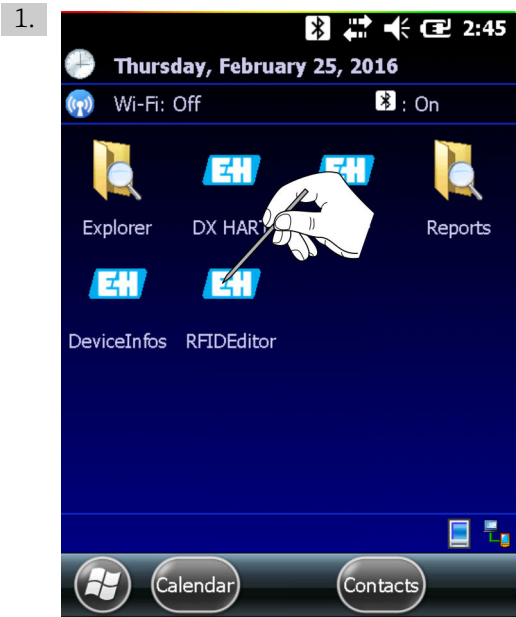 1.
2:45
Thursday, February 25, 2016
Wi-Fi: Off : On
E+H
E+H
Explorer DX HART Reports
E+H E+H
DeviceInfos RFIDEditor
Calendar Contacts